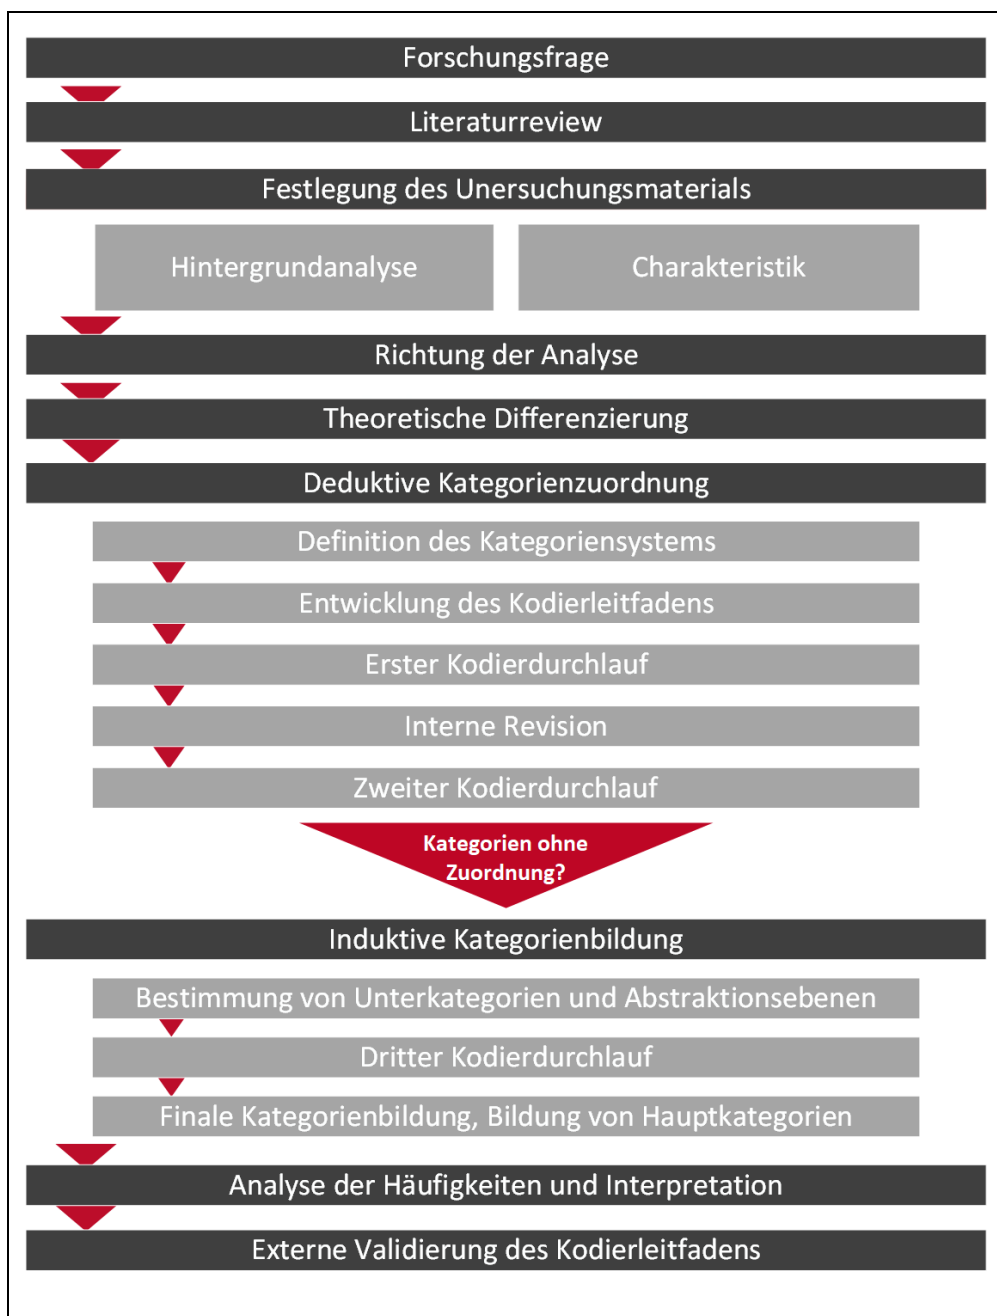 Forschungsfrage
Literaturreview
Festlegung des Unersuchungsmaterials
Hintergrundanalyse
Charakteristik
Richtung der Analyse
Theoretische Differenzierung
Deduktive Kategorienzuordnung
Definition des Kategoriensystems
Entwicklung des Kodierleitfadens
Erster Kodierdurchlauf
Interne Revision
Zweiter Kodierdurchlauf
Kategorien ohne
Zuordnung?
Induktive Kategorienbildung
Bestimmung von Unterkategorien und Abstraktionsebenen
Dritter Kodierdurchlauf
Finale Kategorienbildung, Bildung von Hauptkategorien
Analyse der Häufigkeiten und Interpretation
Externe Validierung des Kodierleitfadens